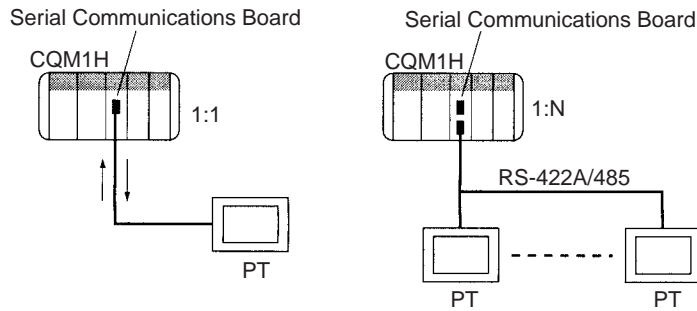 Serial Communications Board
CQM1H
1:1
PT
Serial Communications Board
CQM1H
1:N
RS-422A/485
PT
PT